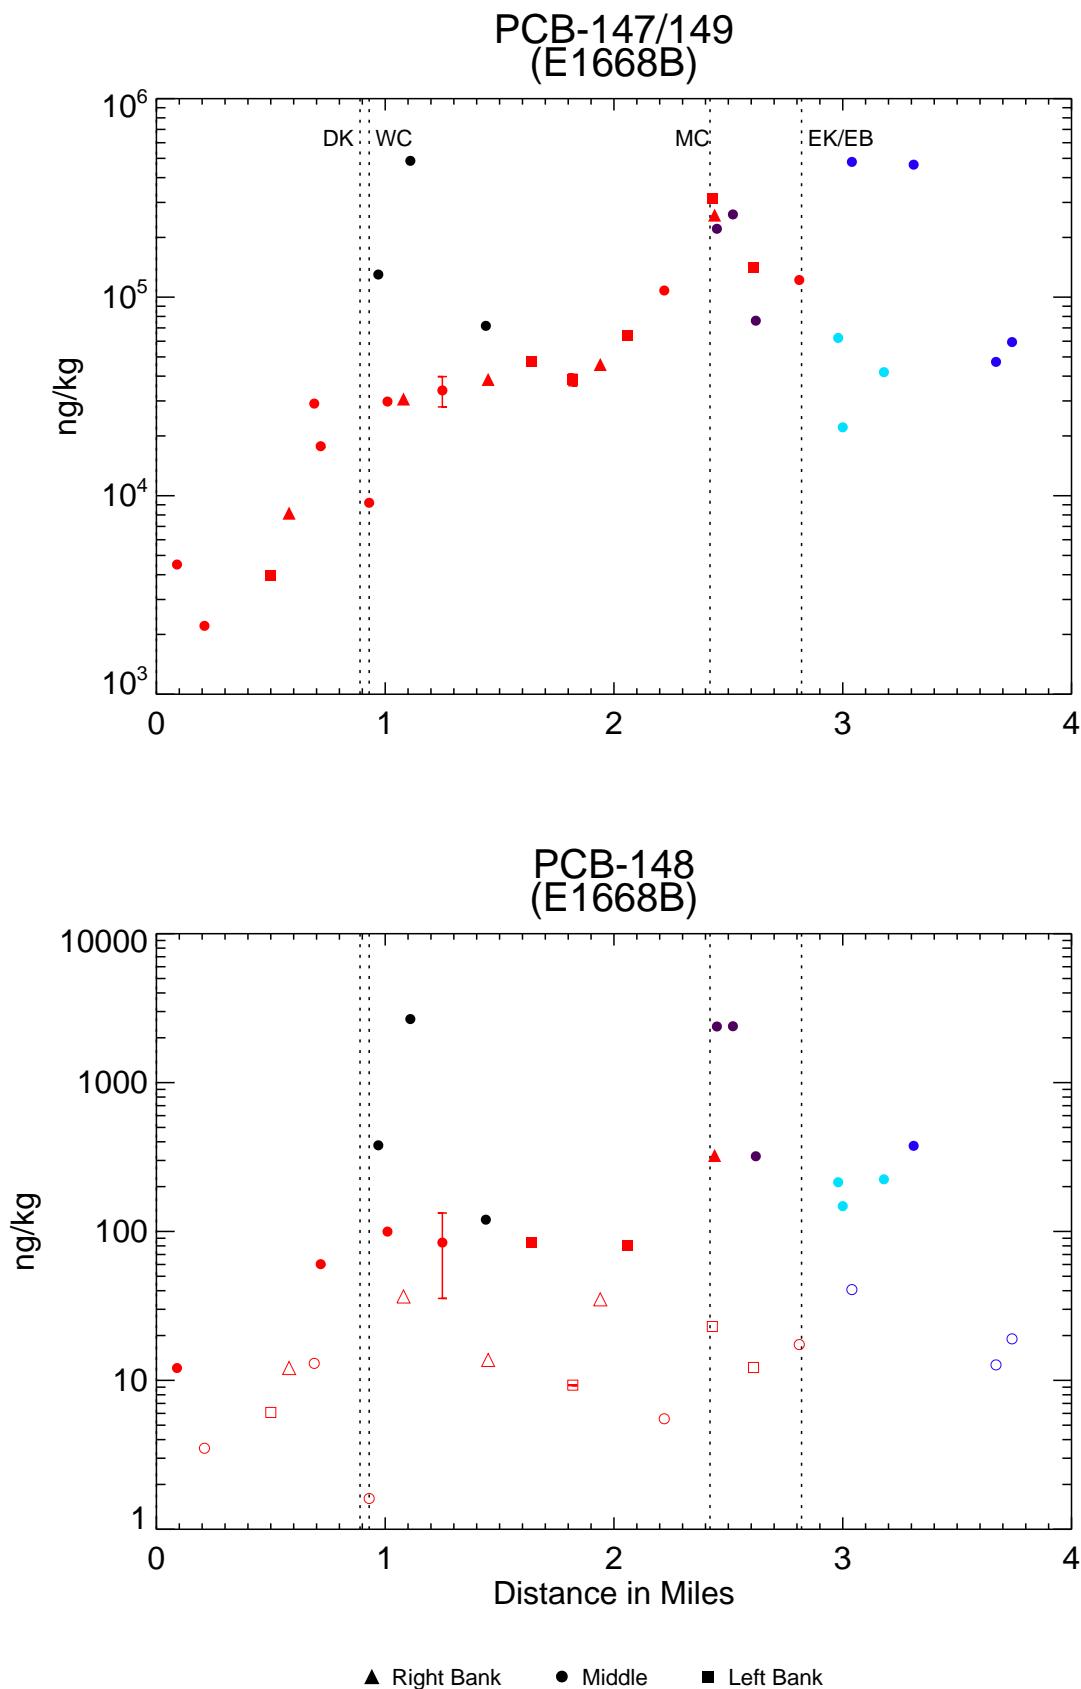 PCB-147/149
(E1668B)
10^6
DK WC MC EK/EB
10^5
ng/kg
10^4
10^3
0 1 2 3 4
PCB-148
(E1668B)
10000
1000
ng/kg
100
10
1
0 1 2 3 4
Distance in Miles
Right Bank Middle Left Bank